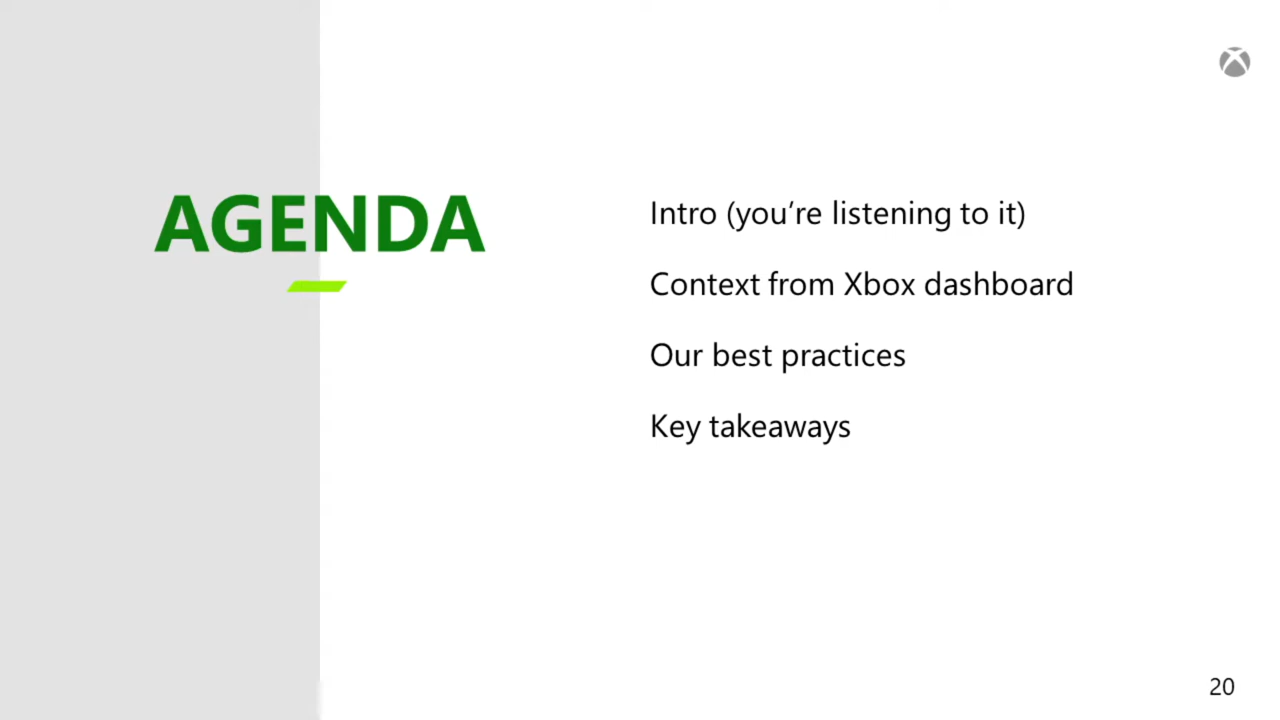 AGENDA
Intro (you’re listening to it)
Context from Xbox dashboard
Our best practices
Key takeaways
20